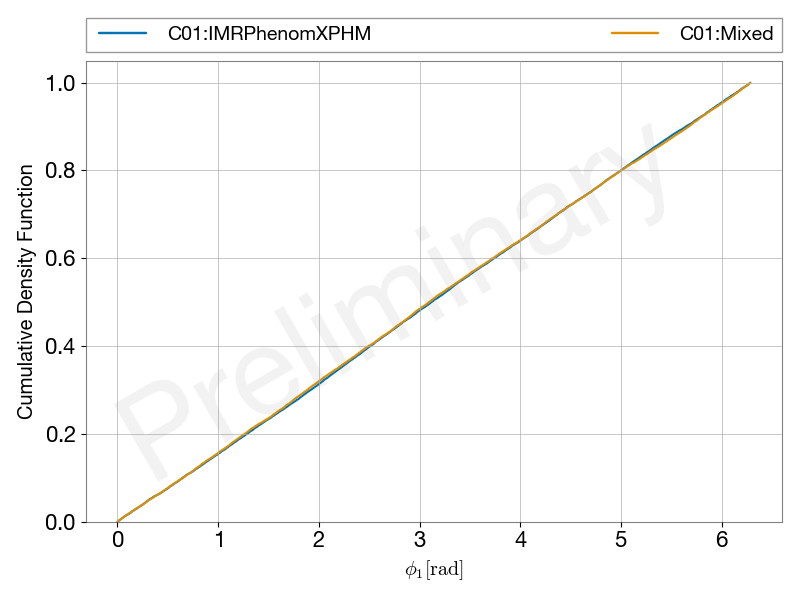 C01:IMRPhenomXPHM C01:Mixed
Cumulative Density Function
1.0
0.8
0.6
0.4
0.2
0.0
Preliminary
0 1 2 3 4 5 6
ϕ₁[rad]